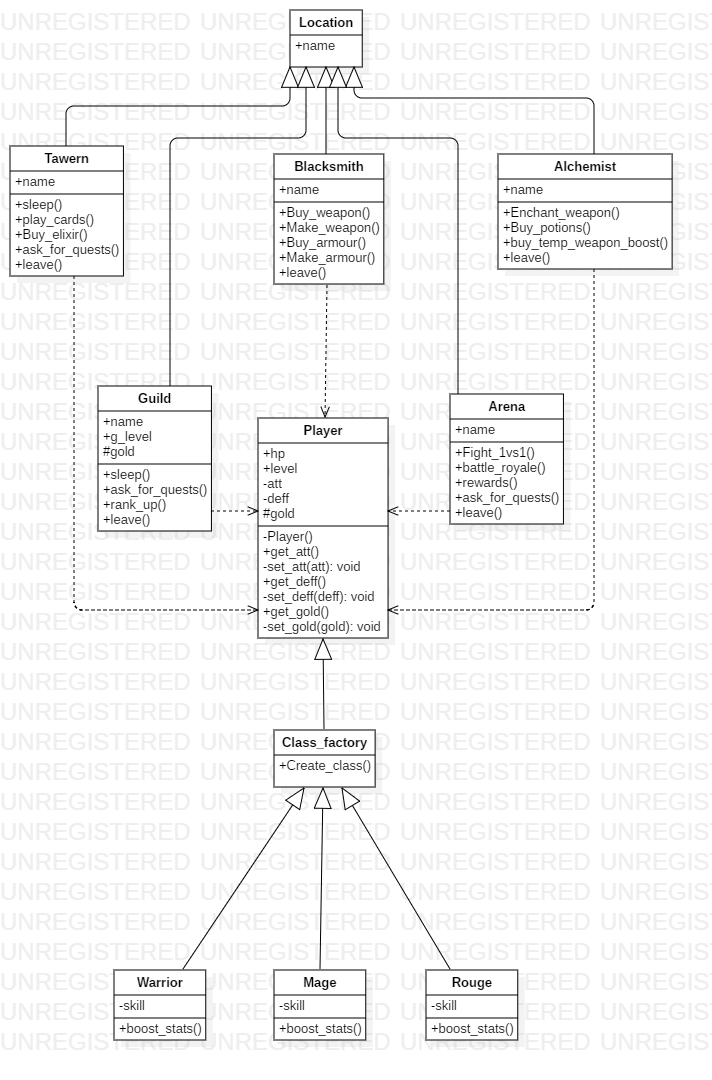 Location
+name
Tawern
+name
+sleep()
+play_cards()
+Buy_elixir()
+ask_for_quests()
+leave()
Blacksmith
+name
+Buy_weapon()
+Make_weapon()
+Buy_armour()
+Make_armour()
+leave()
Alchemist
+name
+Enchant_weapon()
+Buy_potions()
+buy_temp_weapon_boost()
+leave()
Guild
+name
+g_level
#gold
+sleep()
+ask_for_quests()
+rank_up()
+leave()
Player
+hp
+level
-att
-deff
#gold
-Player()
+get_att()
-set_att(att): void
+get_deff()
-set_deff(deff): void
+get_gold()
-set_gold(gold): void
Arena
+name
+Fight_1vs1()
+battle_royale()
+rewards()
+ask_for_quests()
+leave()
Class_factory
+Create_class()
Warrior
-skill
+boost_stats()
Mage
-skill
+boost_stats()
Rouge
-skill
+boost_stats()
UNREGISTERED